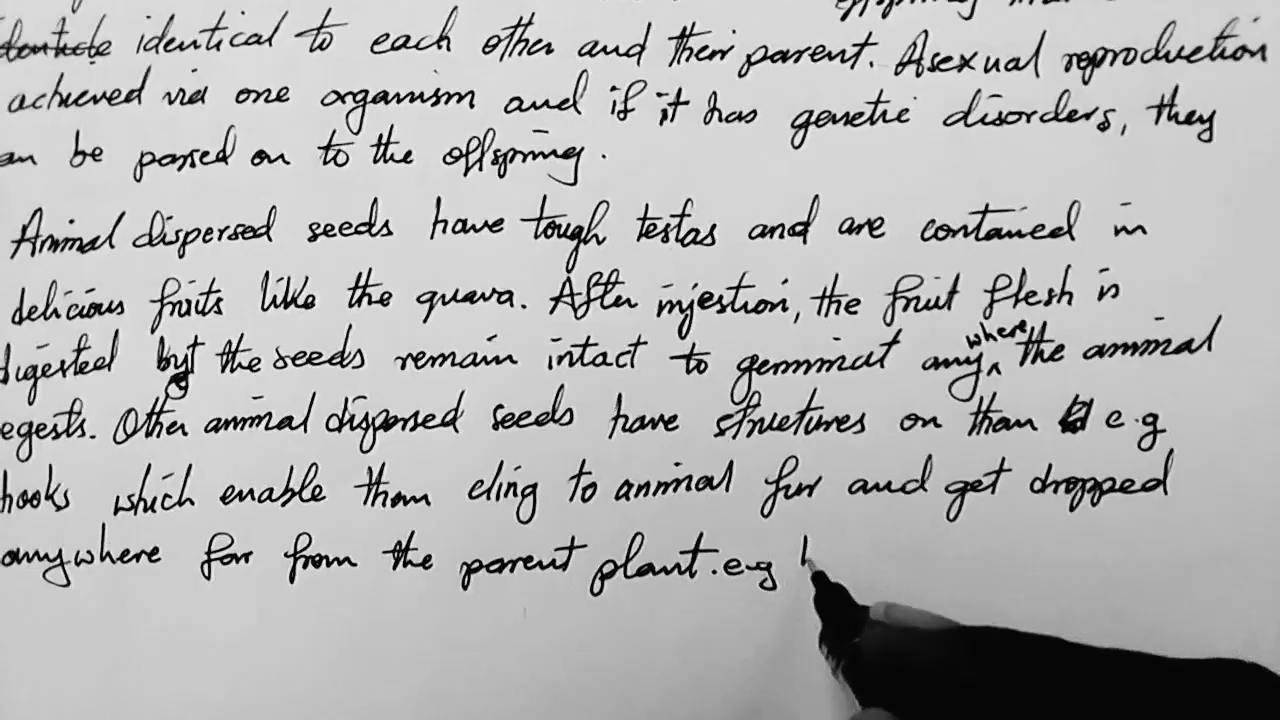 offspring
identical to each other and their parent. Asexual reproduction
achieved via one organism and if it has genetic disorders, they
an be passed on to the offspring.
Animal dispersed seeds have tough testas and are contained in
delicious fruits like the guava. After injestion, the fruit flesh is
digested but the seeds remain intact to germinat anywhere the animal
egests. Other animal dispersed seeds have structures on them e.g
hooks which enable them cling to animal fur and get dropped
anywhere far from the parent plant. e.g